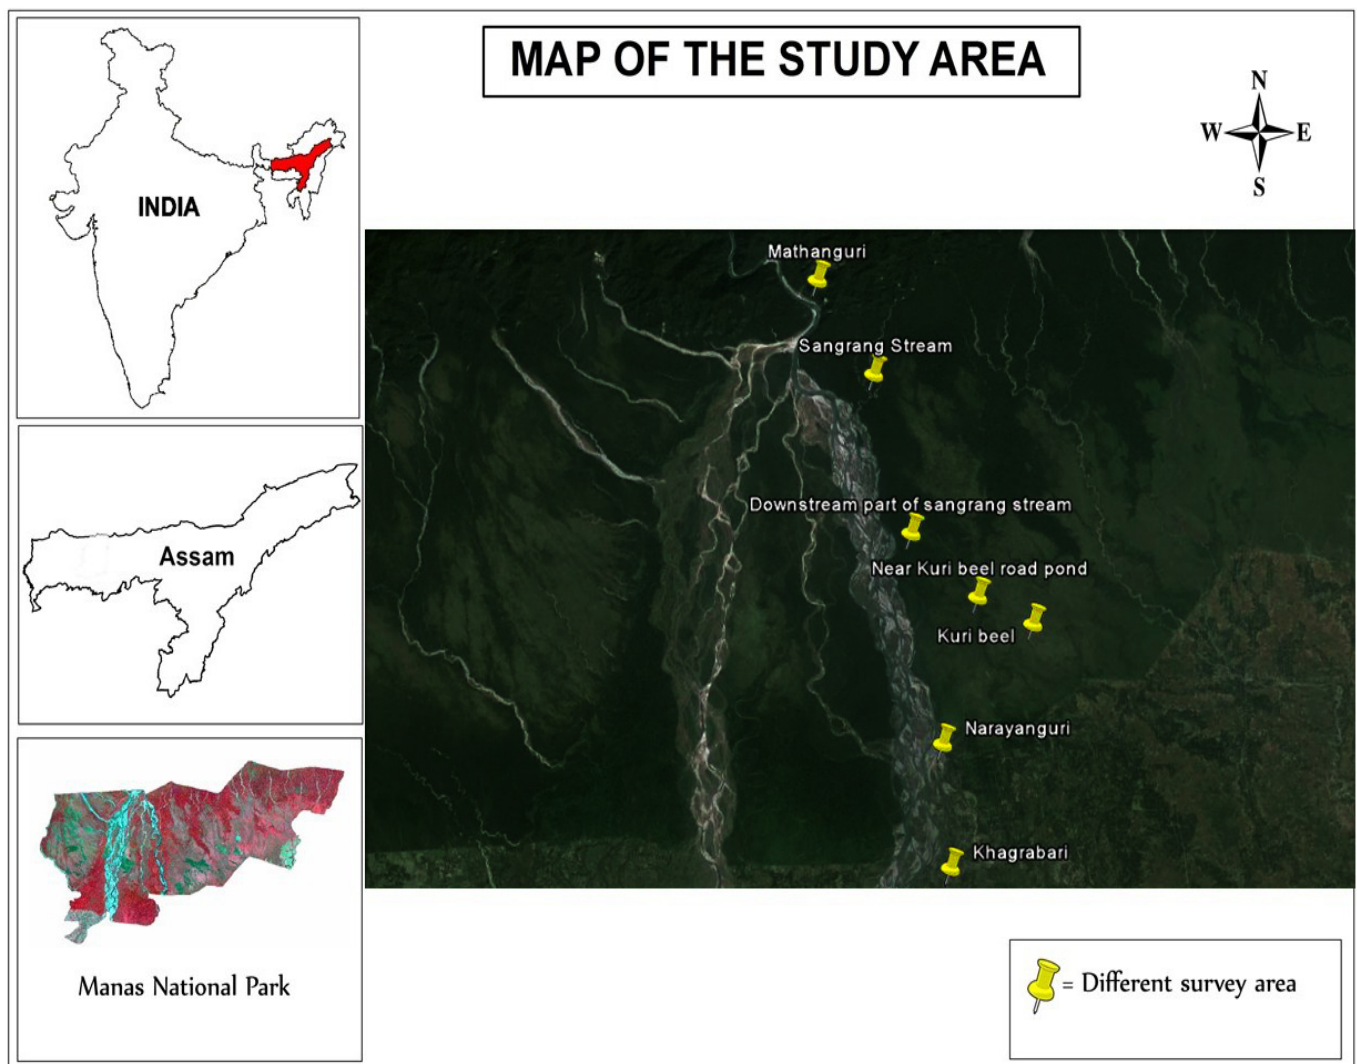 MAP OF THE STUDY AREA
N
W E
S
INDIA
Assam
Manas National Park
Mathanguri
Sangrang Stream
Downstream part of sangrang stream
Near Kuri beel road pond
Kuri beel
Narayanguri
Khagrabari
= Different survey area